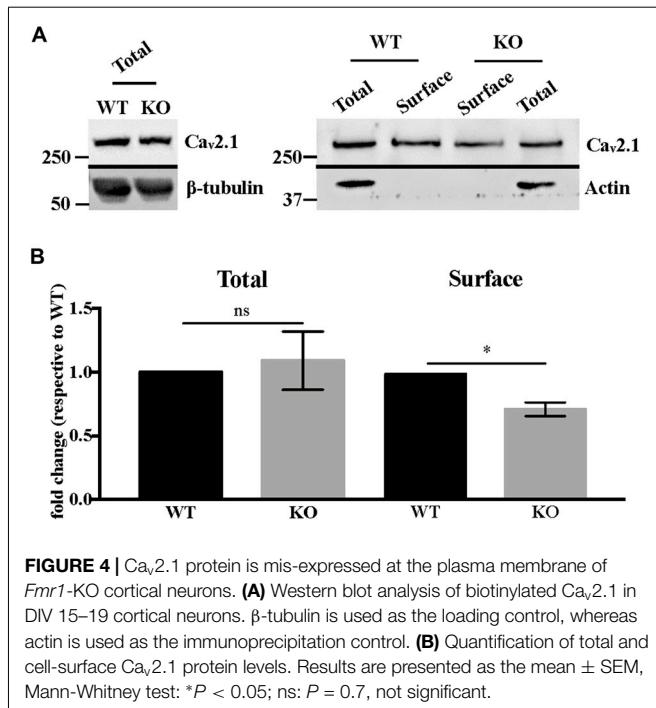 A
Total
WT KO
250
Ca_v2.1
50
β-tubulin
WT KO
Total Surface Surface Total
250
Ca_v2.1
37
Actin
B
Total Surface
fold change (respective to WT)
1.5
1.0
0.5
0.0
ns
*
WT KO WT KO
FIGURE 4 | Ca_v2.1 protein is mis-expressed at the plasma membrane of
Fmr1-KO cortical neurons. (A) Western blot analysis of biotinylated Ca_v2.1 in
DIV 15–19 cortical neurons. β-tubulin is used as the loading control, whereas
actin is used as the immunoprecipitation control. (B) Quantification of total and
cell-surface Ca_v2.1 protein levels. Results are presented as the mean ± SEM,
Mann-Whitney test: *P < 0.05; ns: P = 0.7, not significant.